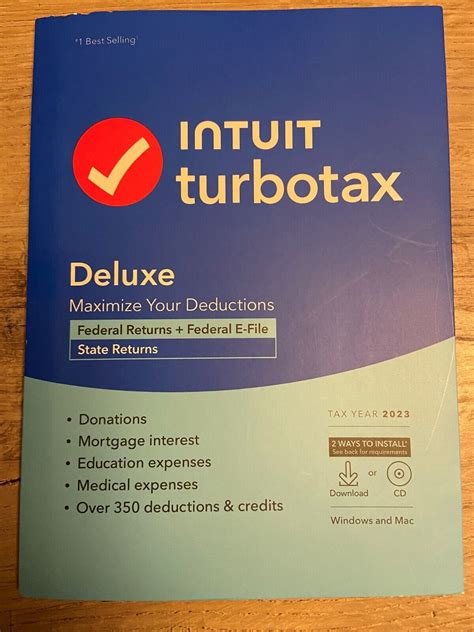 #1 Best Selling
INTUIT
turbotax
Deluxe
Maximize Your Deductions
Federal Returns + Federal E-File
State Returns
• Donations
• Mortgage interest
• Education expenses
• Medical expenses
• Over 350 deductions & credits
TAX YEAR 2023
2 WAYS TO INSTALL*
See back for requirements
or
Download
CD
Windows and Mac